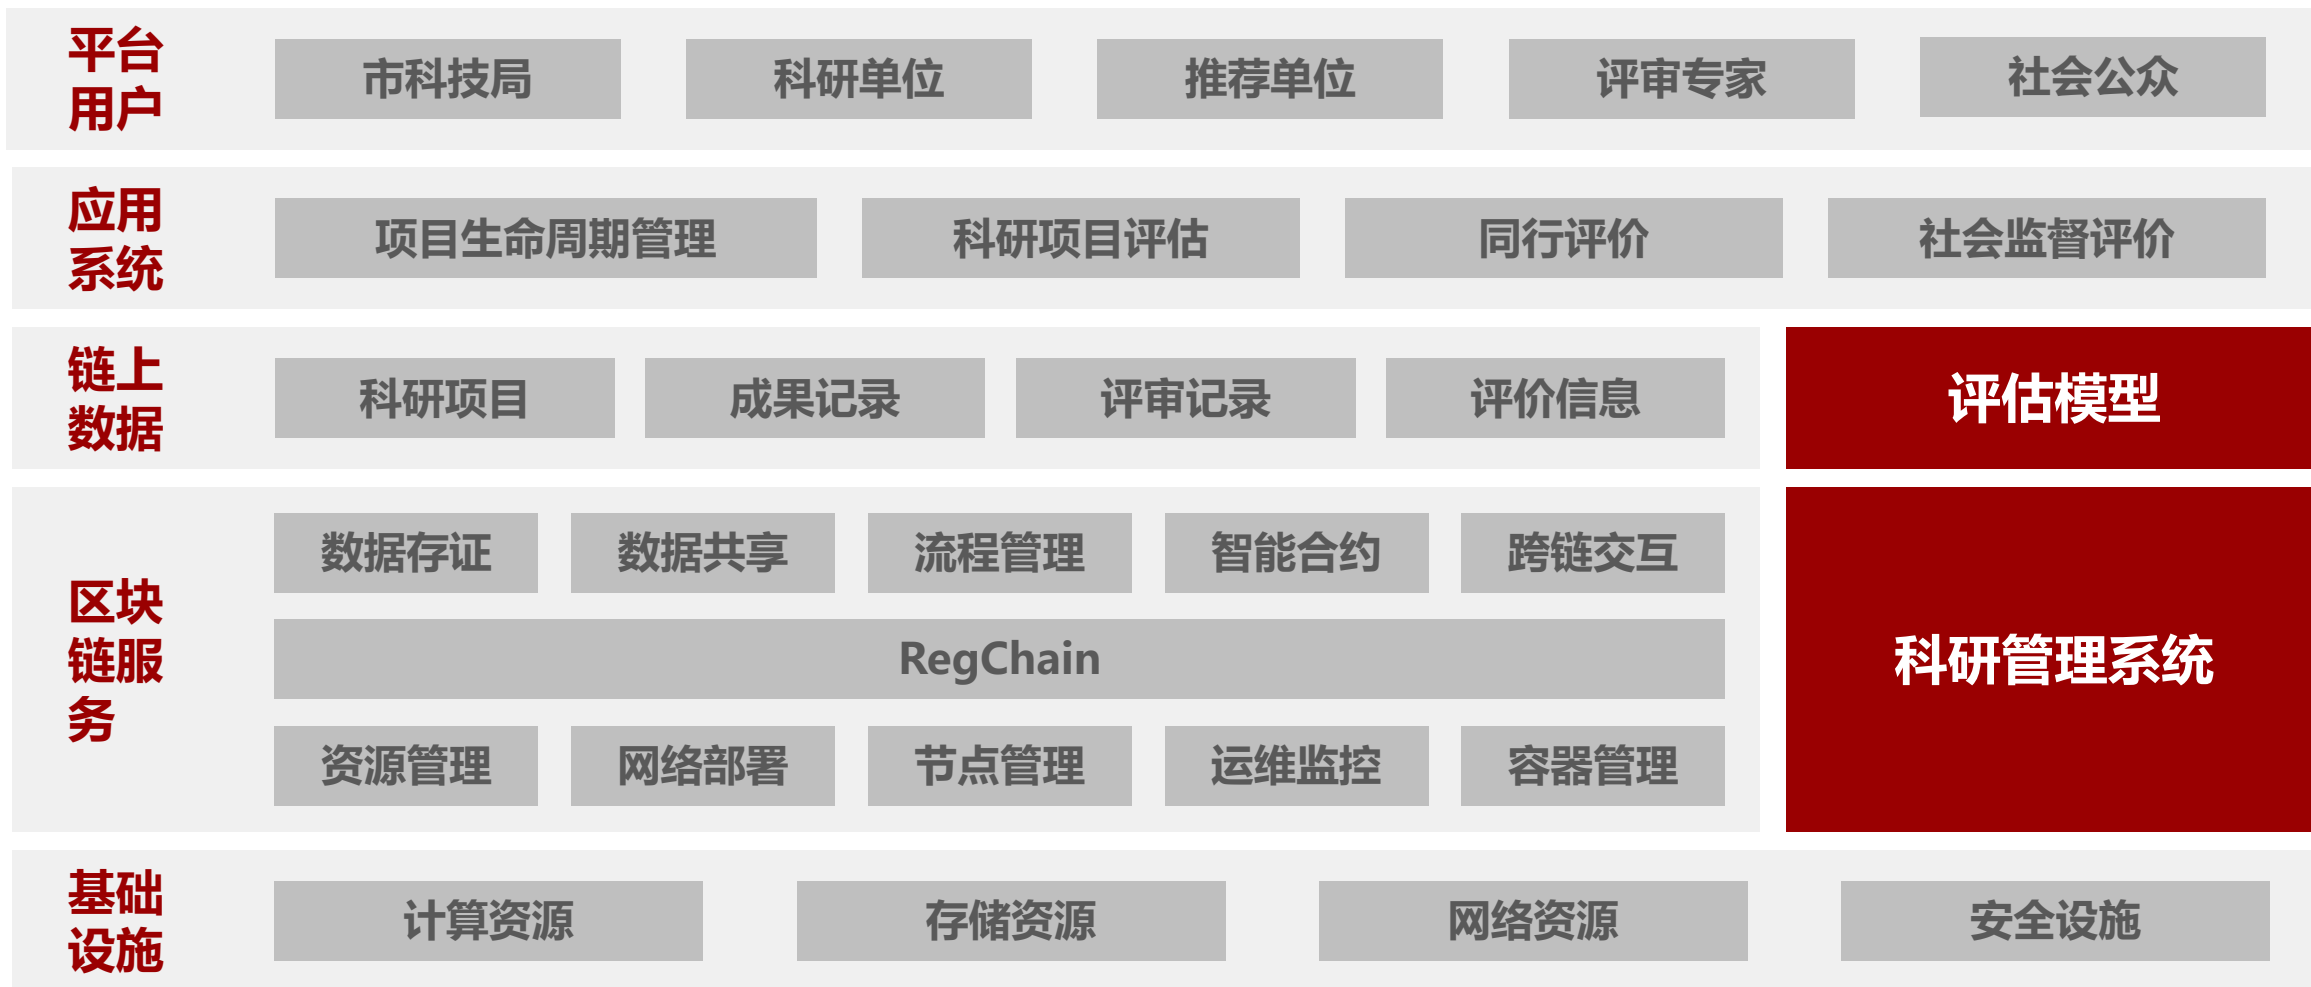 平台
用户
市科技局
科研单位
推荐单位
评审专家
社会公众
应用
系统
项目生命周期管理
科研项目评估
同行评价
社会监督评价
链上
数据
科研项目
成果记录
评审记录
评价信息
评估模型
区块
链服
务
数据存证
数据共享
流程管理
智能合约
跨链交互
RegChain
资源管理
网络部署
节点管理
运维监控
容器管理
科研管理系统
基础
设施
计算资源
存储资源
网络资源
安全设施